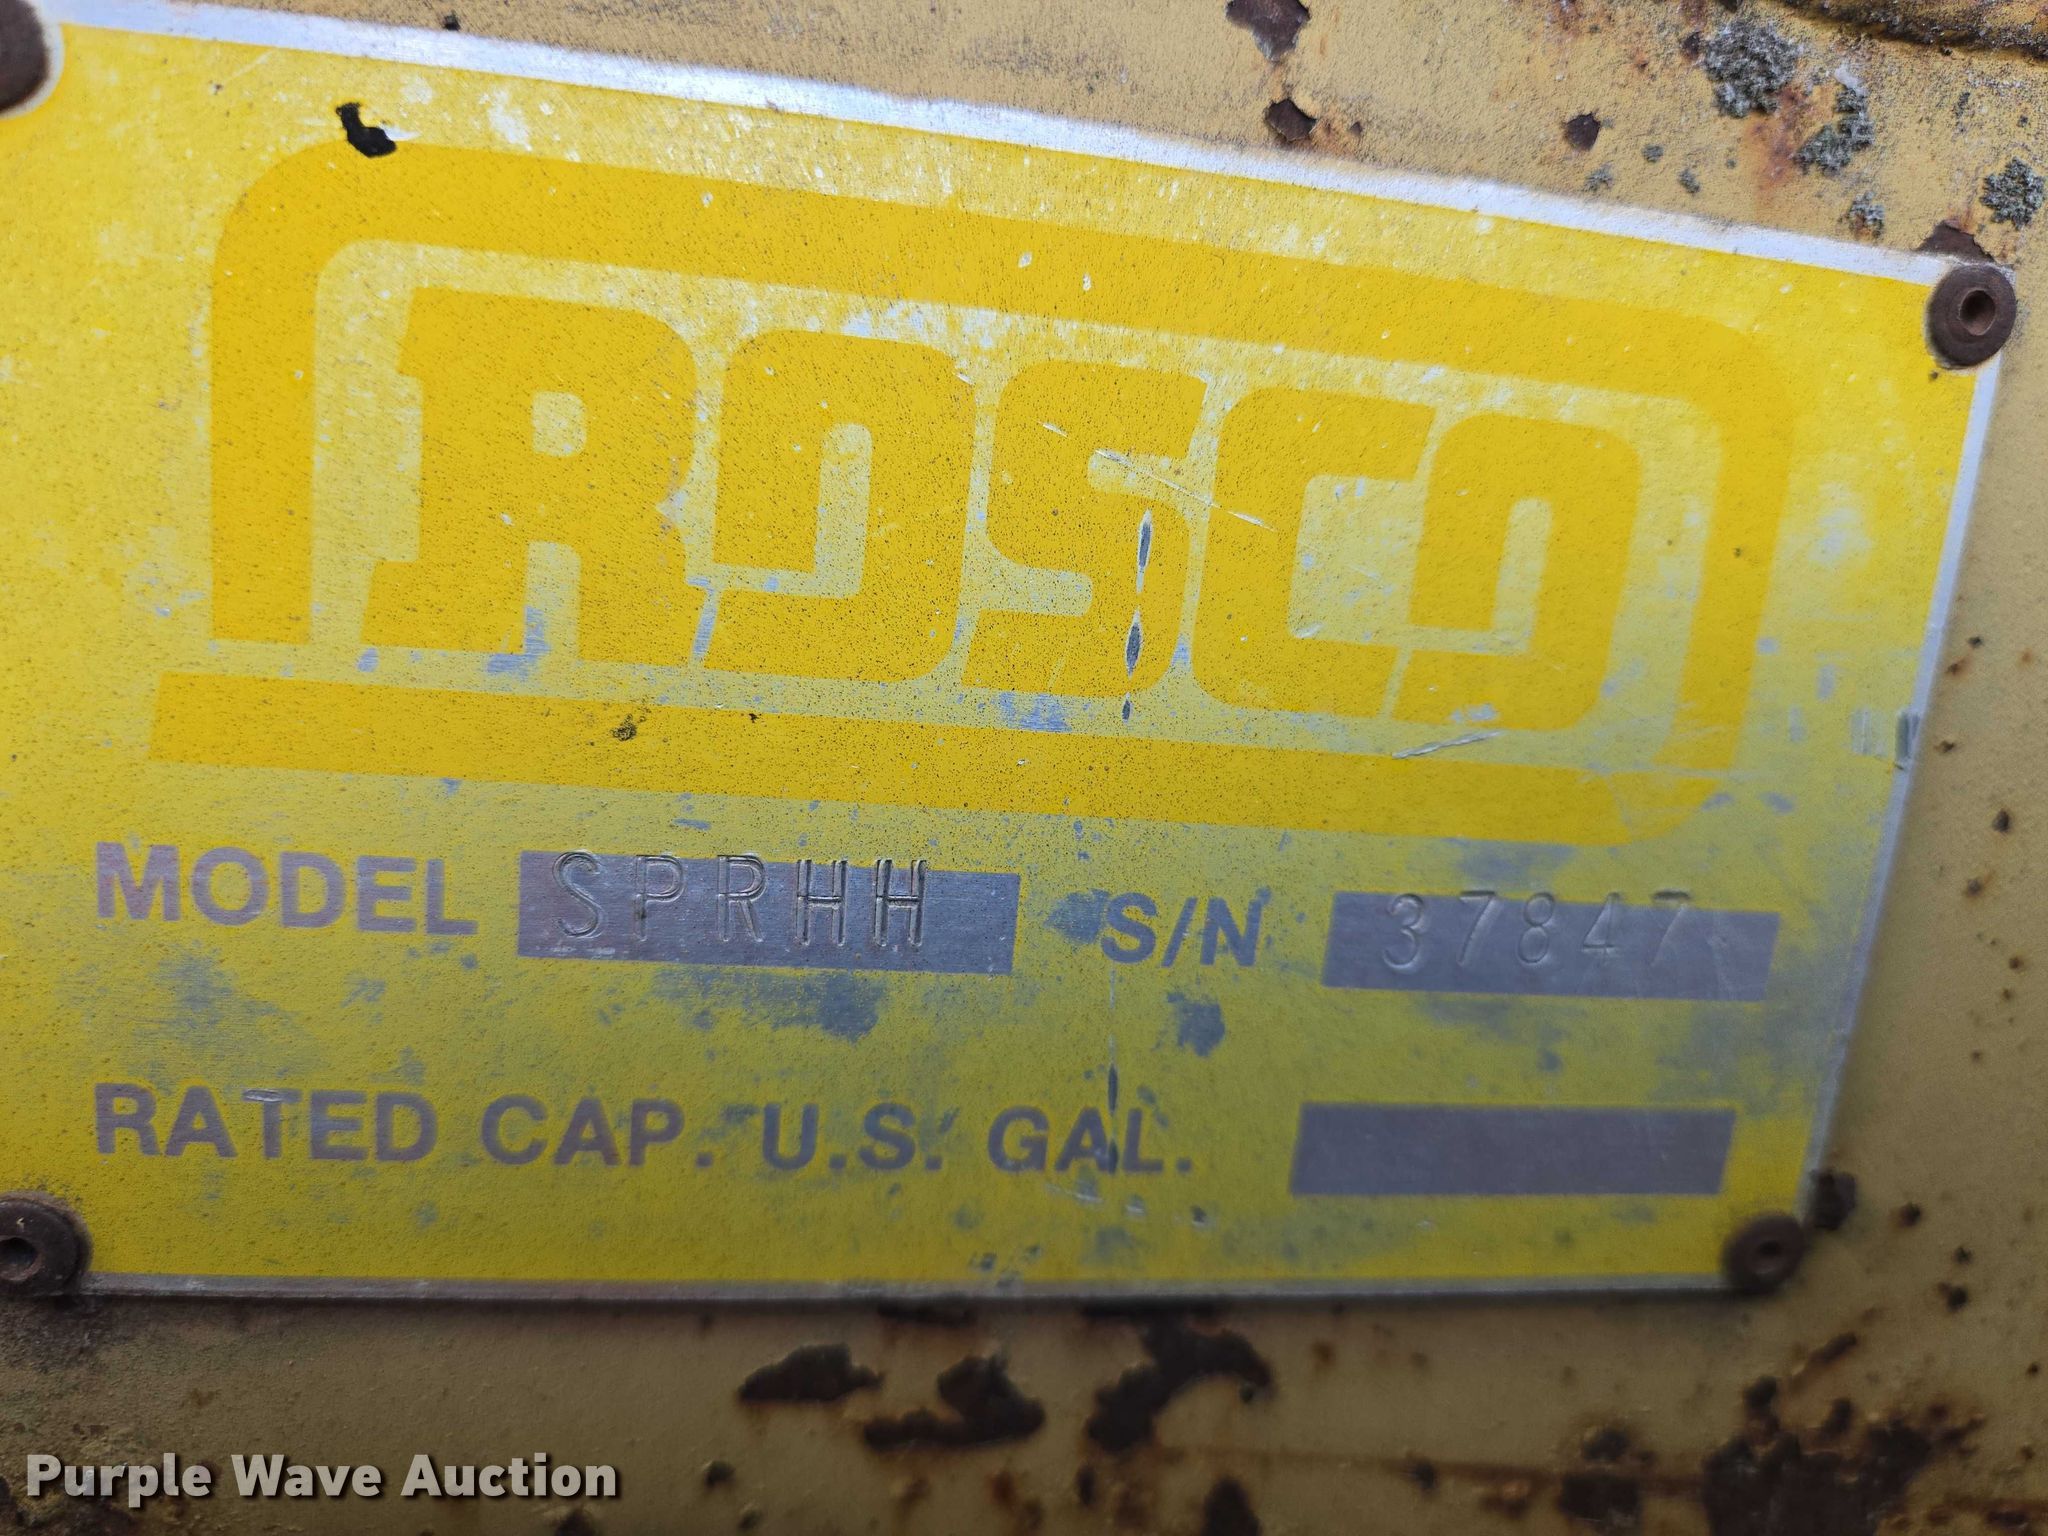 ROSCO
MODEL SPRHH S/N 37847
RATED CAP. U.S. GAL.
Purple Wave Auction